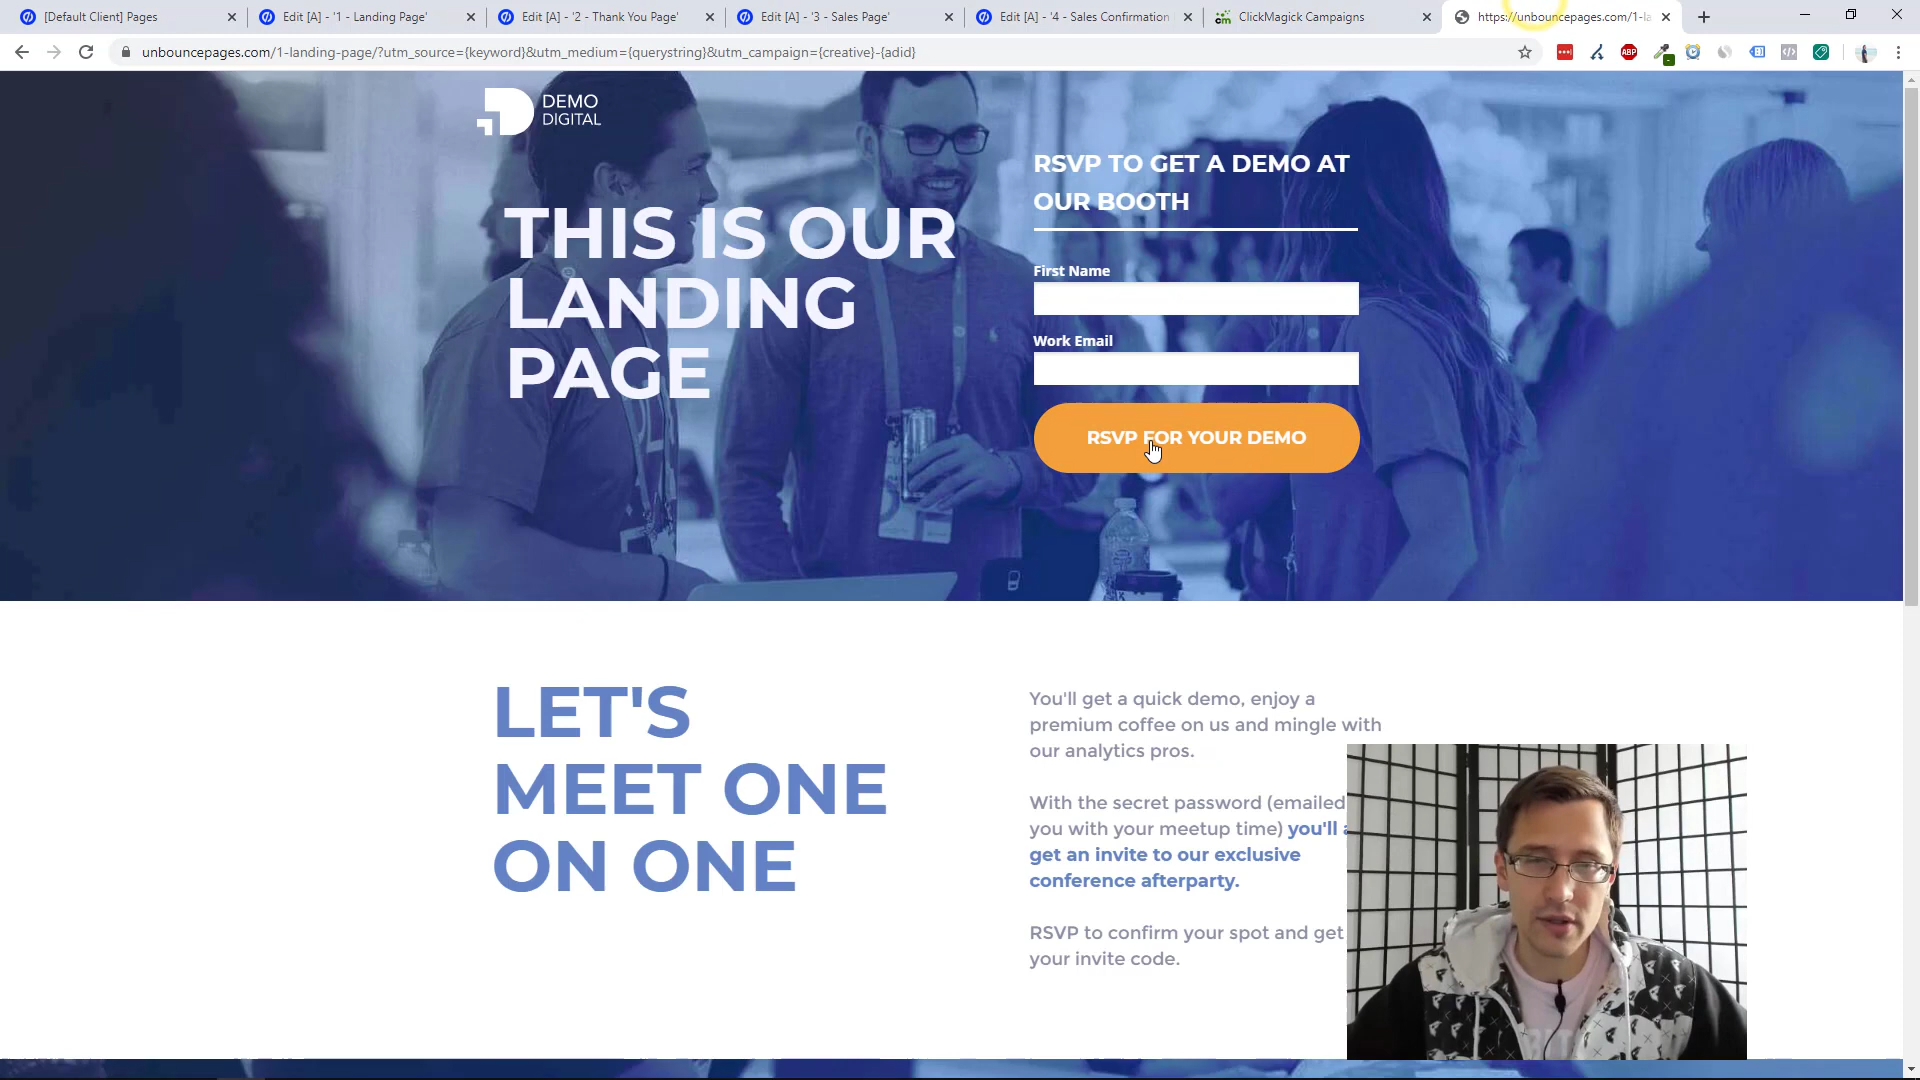 [Default Client] Pages
Edit [A] - '1 - Landing Page'
Edit [A] - '2 - Thank You Page'
Edit [A] - '3 - Sales Page'
Edit [A] - '4 - Sales Confirmation
ClickMagick Campaigns
https://unbouncepages.com/1-la
unbouncepages.com/1-landing-page/?utm_source={keyword}&utm_medium={querystring}&utm_campaign={creative}-{adid}
ABP
DEMO
DIGITAL
THIS IS OUR
LANDING
PAGE
RSVP TO GET A DEMO AT
OUR BOOTH
First Name
Work Email
RSVP FOR YOUR DEMO
LET'S
MEET ONE
ON ONE
You'll get a quick demo, enjoy a
premium coffee on us and mingle with
our analytics pros.
With the secret password (emailed
you with your meetup time) you'll
get an invite to our exclusive
conference afterparty.
RSVP to confirm your spot and get
your invite code.